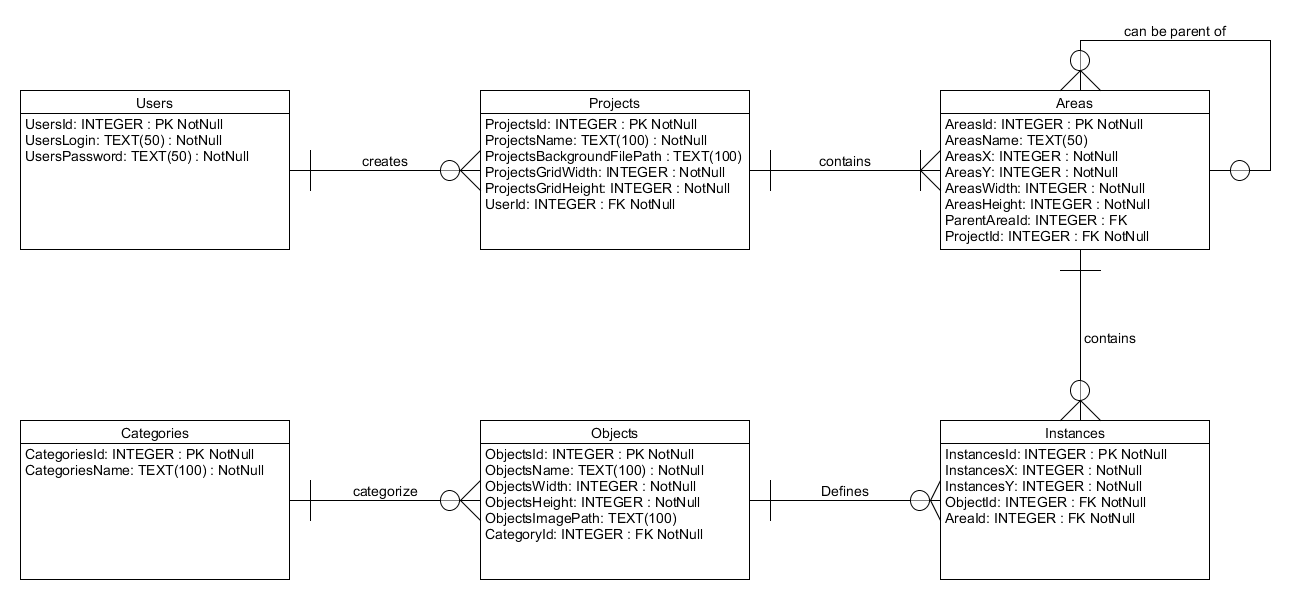 can be parent of
Users
UsersId: INTEGER : PK NotNull
UsersLogin: TEXT(50) : NotNull
UsersPassword: TEXT(50) : NotNull
creates
Projects
ProjectsId: INTEGER : PK NotNull
ProjectsName: TEXT(100) : NotNull
ProjectsBackgroundFilePath : TEXT(100)
ProjectsGridWidth: INTEGER : NotNull
ProjectsGridHeight: INTEGER : NotNull
UserId: INTEGER : FK NotNull
contains
Areas
AreasId: INTEGER : PK NotNull
AreasName: TEXT(50)
AreasX: INTEGER : NotNull
AreasY: INTEGER : NotNull
AreasWidth: INTEGER : NotNull
AreasHeight: INTEGER : NotNull
ParentAreaId: INTEGER : FK
ProjectId: INTEGER : FK NotNull
contains
Categories
CategoriesId: INTEGER : PK NotNull
CategoriesName: TEXT(100) : NotNull
categorize
Objects
ObjectsId: INTEGER : PK NotNull
ObjectsName: TEXT(100) : NotNull
ObjectsWidth: INTEGER : NotNull
ObjectsHeight: INTEGER : NotNull
ObjectsImagePath: TEXT(100)
CategoryId: INTEGER : FK NotNull
Defines
Instances
InstancesId: INTEGER : PK NotNull
InstancesX: INTEGER : NotNull
InstancesY: INTEGER : NotNull
ObjectId: INTEGER : FK NotNull
AreaId: INTEGER : FK NotNull